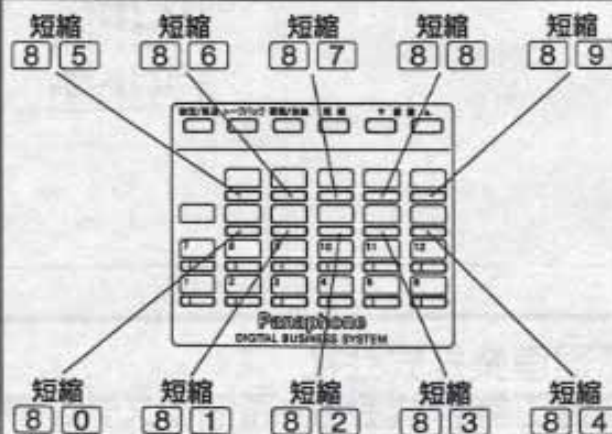 短縮 短縮 短縮 短縮 短縮
8 5 8 6 8 7 8 8 8 9
7 8 9 10 11 12
1 2 3 4 5 6
Panaphone
DIGITAL BUSINESS SYSTEM
短縮 短縮 短縮 短縮 短縮
8 0 8 1 8 2 8 3 8 4